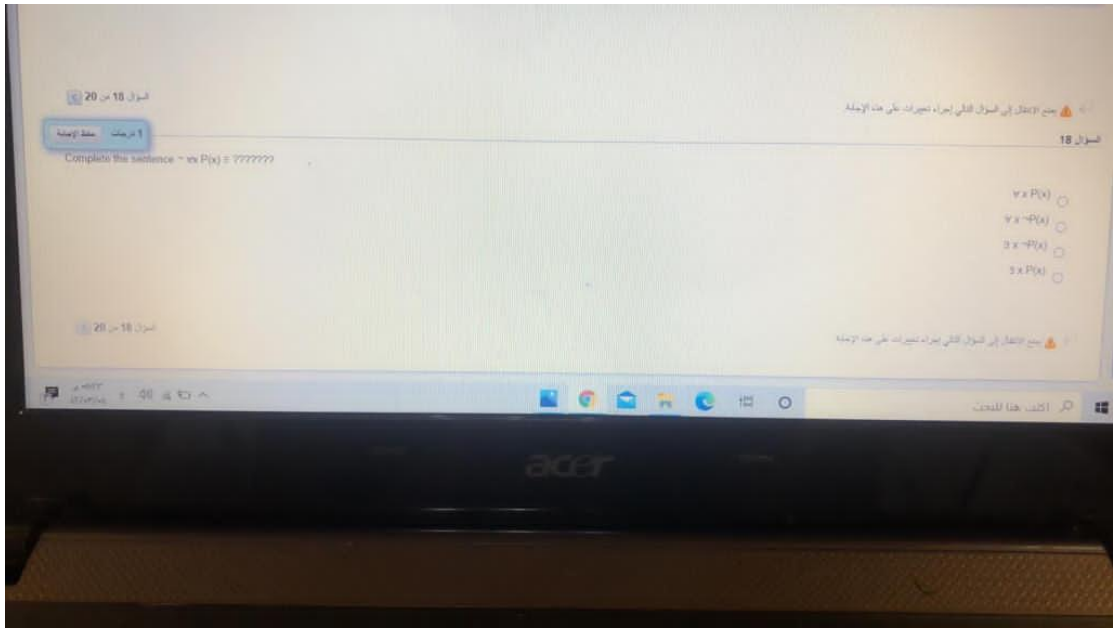 السؤال 18 من 20
يمنع الانتقال إلى السؤال التالي إجراء تغييرات على هذه الإجابة.
السؤال 18
1 درجات
حفظ الإجابة
Complete the sentence ¬ ∀x P(x) ≡ ???????
∀ x P(x)
∀ x ¬P(x)
∃ x ¬P(x)
∃ x P(x)
السؤال 18 من 20
يمنع الانتقال إلى السؤال التالي إجراء تغييرات على هذه الإجابة.
اكتب هنا للبحث
acer